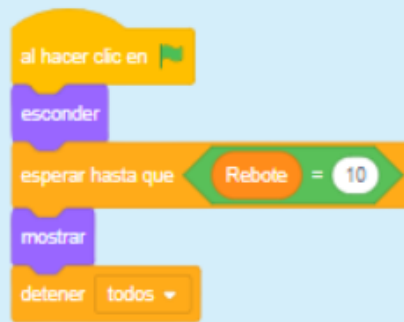 al hacer clic en
esconder
esperar hasta que Rebote = 10
mostrar
detener todos